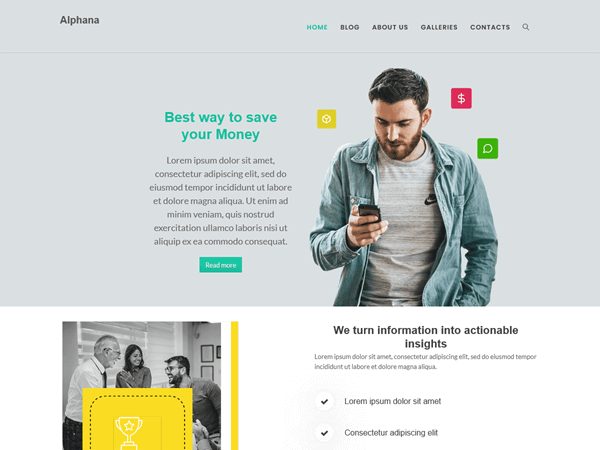 Alphana
HOME BLOG ABOUT US GALLERIES CONTACTS
Best way to save
your Money
Lorem ipsum dolor sit amet,
consectetur adipiscing elit, sed do
eiusmod tempor incididunt ut labore
et dolore magna aliqua. Ut enim ad
minim veniam, quis nostrud
exercitation ullamco laboris nisi ut
aliquip ex ea commodo consequat.
Read more
We turn information into actionable
insights
Lorem ipsum dolor sit amet, consectetur adipiscing elit, sed do eiusmod tempor
incididunt ut labore et dolore magna aliqua.
Lorem ipsum dolor sit amet
Consectetur adipiscing elit